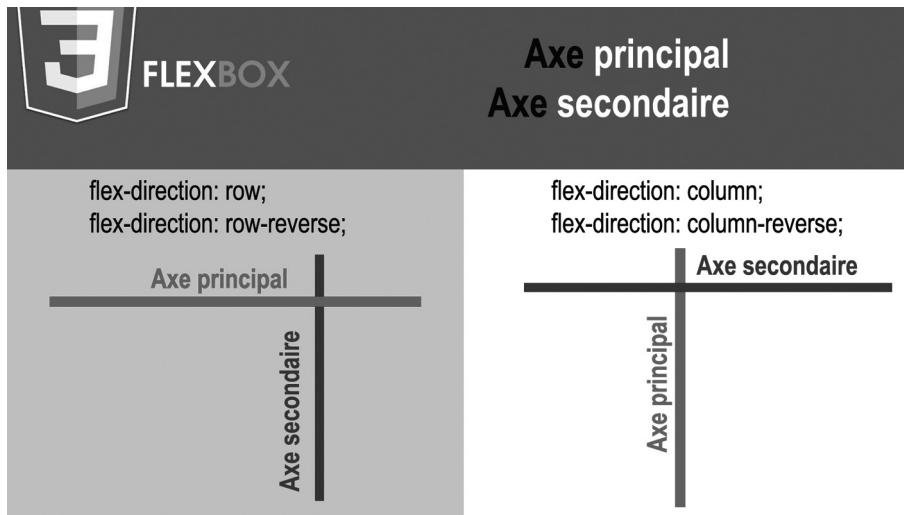 3
FLEXBOX
Axe principal
Axe secondaire
flex-direction: row;
flex-direction: row-reverse;
Axe principal
Axe secondaire
flex-direction: column;
flex-direction: column-reverse;
Axe secondaire
Axe principal